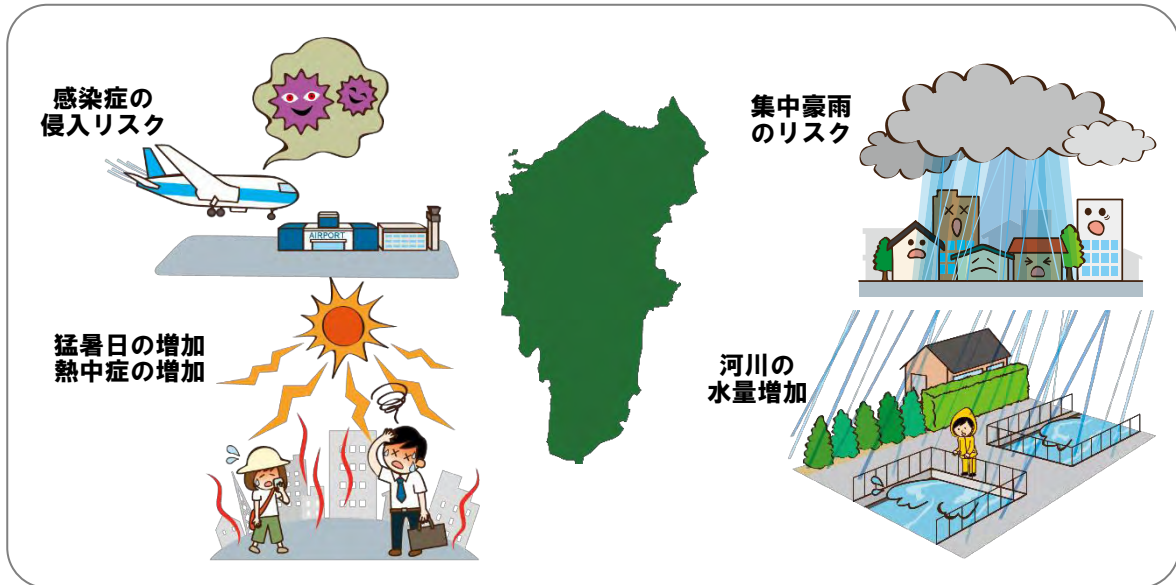 感染症の
侵入リスク
AIRPORT
猛暑日の増加
熱中症の増加
集中豪雨
のリスク
河川の
水量増加